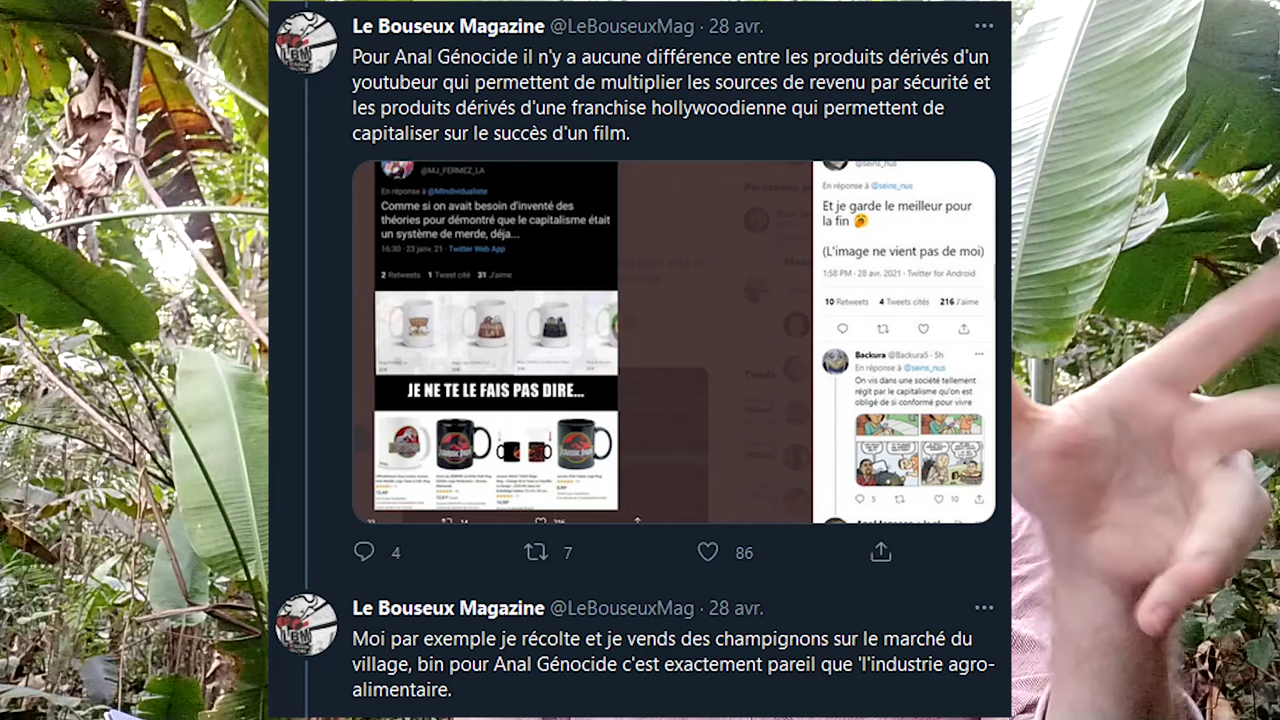 Le Bouseux Magazine @LeBouseuxMag · 28 avr.
Pour Anal Génocide il n'y a aucune différence entre les produits dérivés d'un
youtubeur qui permettent de multiplier les sources de revenu par sécurité et
les produits dérivés d'une franchise hollywoodienne qui permettent de
capitaliser sur le succès d'un film.
@MJ_FERMEZ_LA
En réponse à @Mindividualiste
Comme si on avait besoin d'inventé des
théories pour démontré que le capitalisme était
un système de merde, déja...
16:30 · 23 janv. 21 · Twitter Web App
2 Retweets 1 Tweet cité 31 J'aime
JE NE TE LE FAIS PAS DIRE...
@seins_nus
En réponse à @seins_nus
Et je garde le meilleur pour
la fin
(L'image ne vient pas de moi)
1:58 PM · 28 avr. 2021 · Twitter for Android
10 Retweets 4 Tweets cités 216 J'aime
Backura @Backura5 · 5h
En réponse à @seins_nus
On vis dans une société tellement
régit par le capitalisme qu'on est
obligé de si conformé pour vivre
5 10
4 7 86
Le Bouseux Magazine @LeBouseuxMag · 28 avr.
Moi par exemple je récolte et je vends des champignons sur le marché du
village, bin pour Anal Génocide c'est exactement pareil que 'l'industrie agro-
alimentaire.
LBM